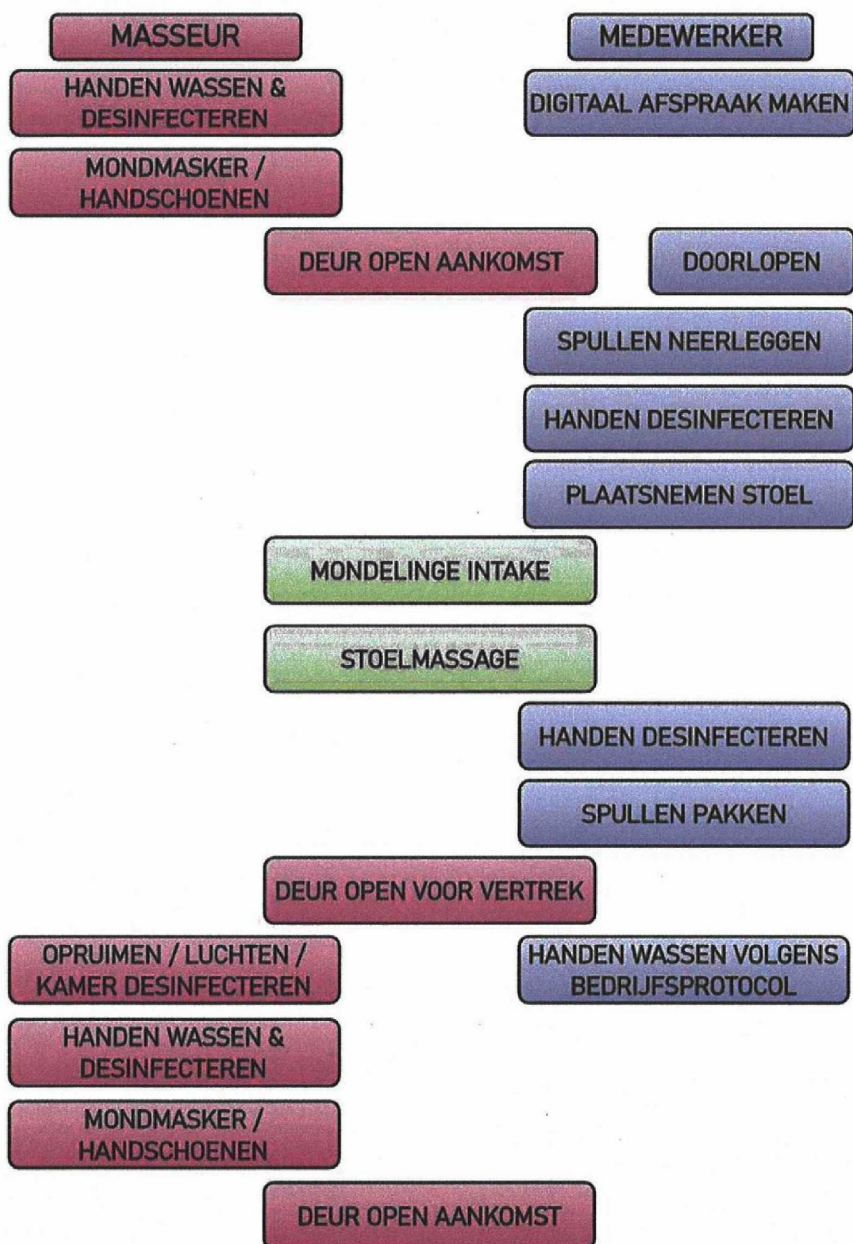 MASSEUR
MEDEWERKER
HANDEN WASSEN &
DESINFECTEREN
DIGITAAL AFSPRAAK MAKEN
MONDMASKER /
HANDSCHOENEN
DEUR OPEN AANKOMST
DOORLOPEN
SPULLEN NEERLEGGEN
HANDEN DESINFECTEREN
PLAATSNEMEN STOEL
MONDELINGE INTAKE
STOELMASSAGE
HANDEN DESINFECTEREN
SPULLEN PAKKEN
DEUR OPEN VOOR VERTREK
OPRUIMEN / LUCHTEN /
KAMER DESINFECTEREN
HANDEN WASSEN VOLGENS
BEDRIJFSPROTOCOL
HANDEN WASSEN &
DESINFECTEREN
MONDMASKER /
HANDSCHOENEN
DEUR OPEN AANKOMST